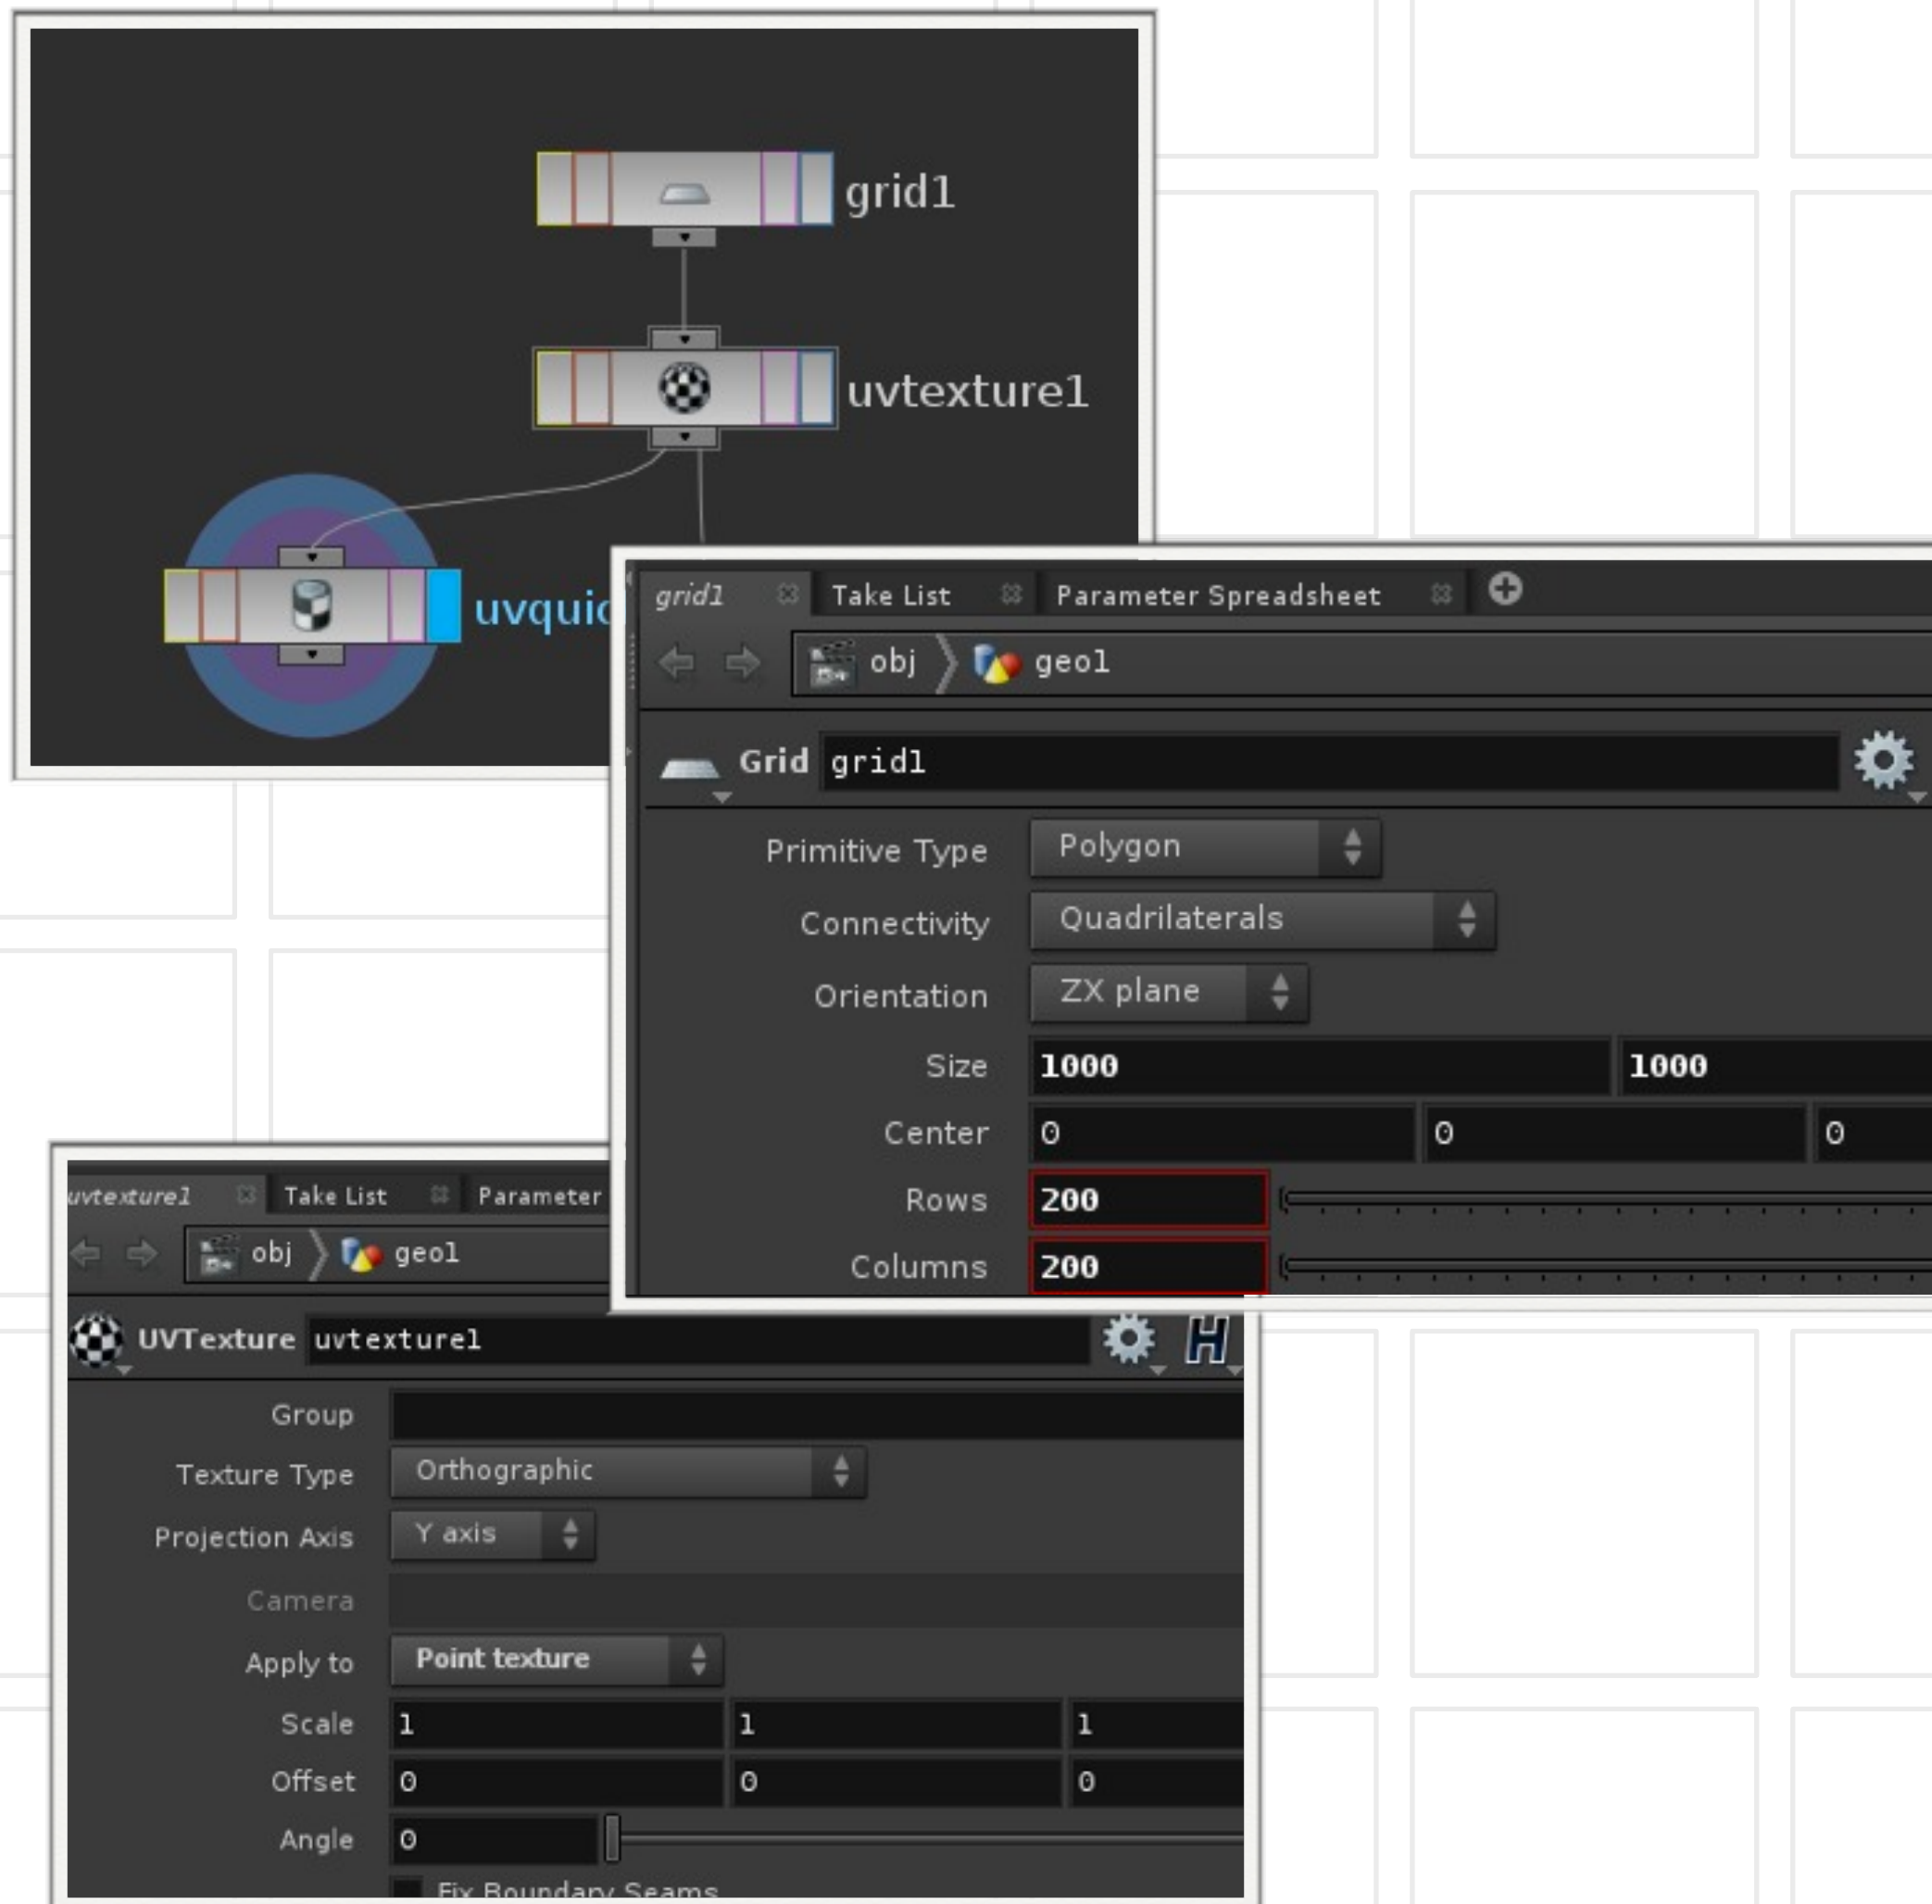 grid1
uvtexture1
uvquic
grid1 Take List Parameter Spreadsheet
obj geo1
Grid grid1
Primitive Type Polygon
Connectivity Quadrilaterals
Orientation ZX plane
Size 1000 1000
Center 0 0 0
Rows 200
Columns 200
uvtexture1 Take List Parameter
obj geo1
UVTexture uvtexture1
Group
Texture Type Orthographic
Projection Axis Y axis
Camera
Apply to Point texture
Scale 1 1 1
Offset 0 0 0
Angle 0
Fix Boundary Seams